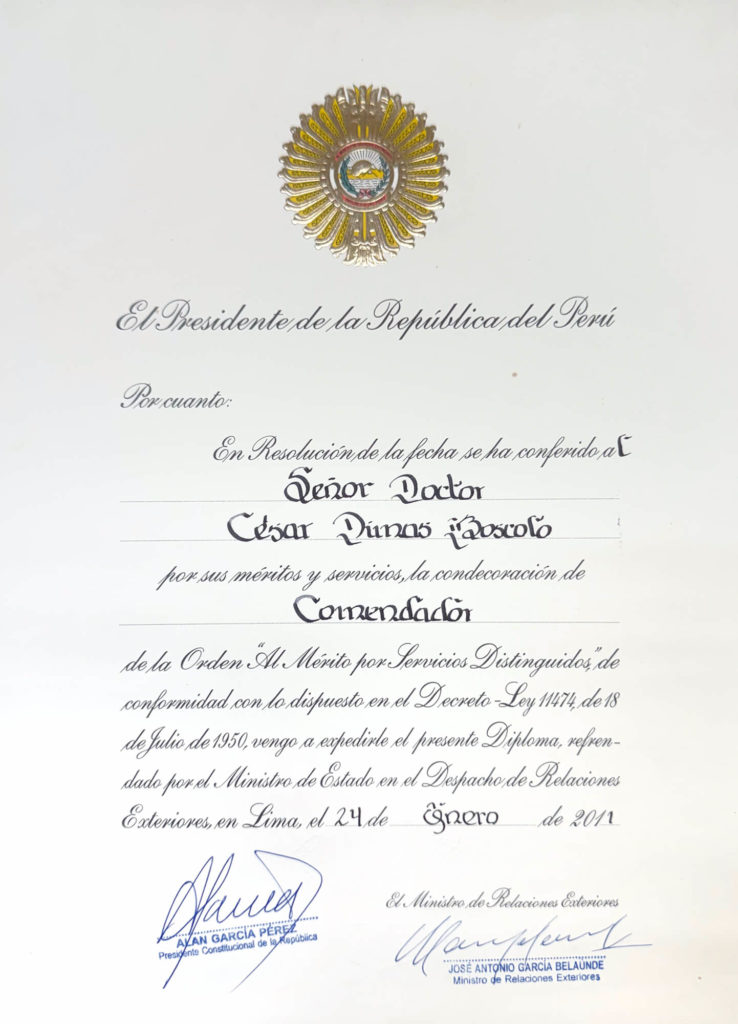 El Presidente de la República del Perú
Por cuanto:
En Resolución de la fecha se ha conferido al
Señor Doctor
César Dunas Boscolo
por sus méritos y servicios, la condecoración de
Comendador
de la Orden "Al Mérito por Servicios Distinguidos," de
conformidad con lo dispuesto en el Decreto-Ley 11474, de 18
de Julio de 1950, vengo a expedirle el presente Diploma, refren-
dado por el Ministro de Estado en el Despacho de Relaciones
Exteriores, en Lima, el 24 de Enero de 2011
El Ministro de Relaciones Exteriores
ALAN GARCÍA PÉREZ
Presidente Constitucional de la República
JOSÉ ANTONIO GARCÍA BELAUNDE
Ministro de Relaciones Exteriores